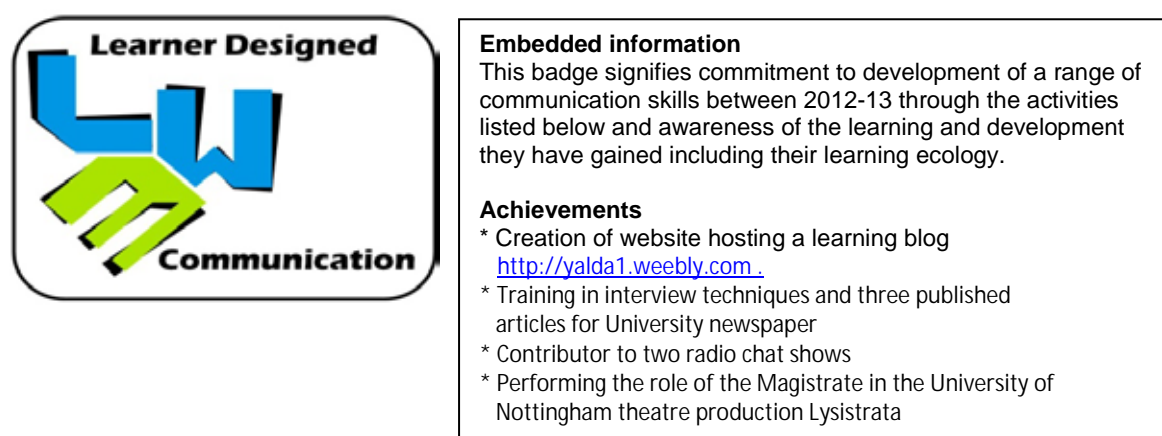 Learner Designed
LWE
Communication
Embedded information
This badge signifies commitment to development of a range of
communication skills between 2012-13 through the activities
listed below and awareness of the learning and development
they have gained including their learning ecology.
Achievements
* Creation of website hosting a learning blog
http://yalda1.weebly.com .
* Training in interview techniques and three published
articles for University newspaper
* Contributor to two radio chat shows
* Performing the role of the Magistrate in the University of
Nottingham theatre production Lysistrata